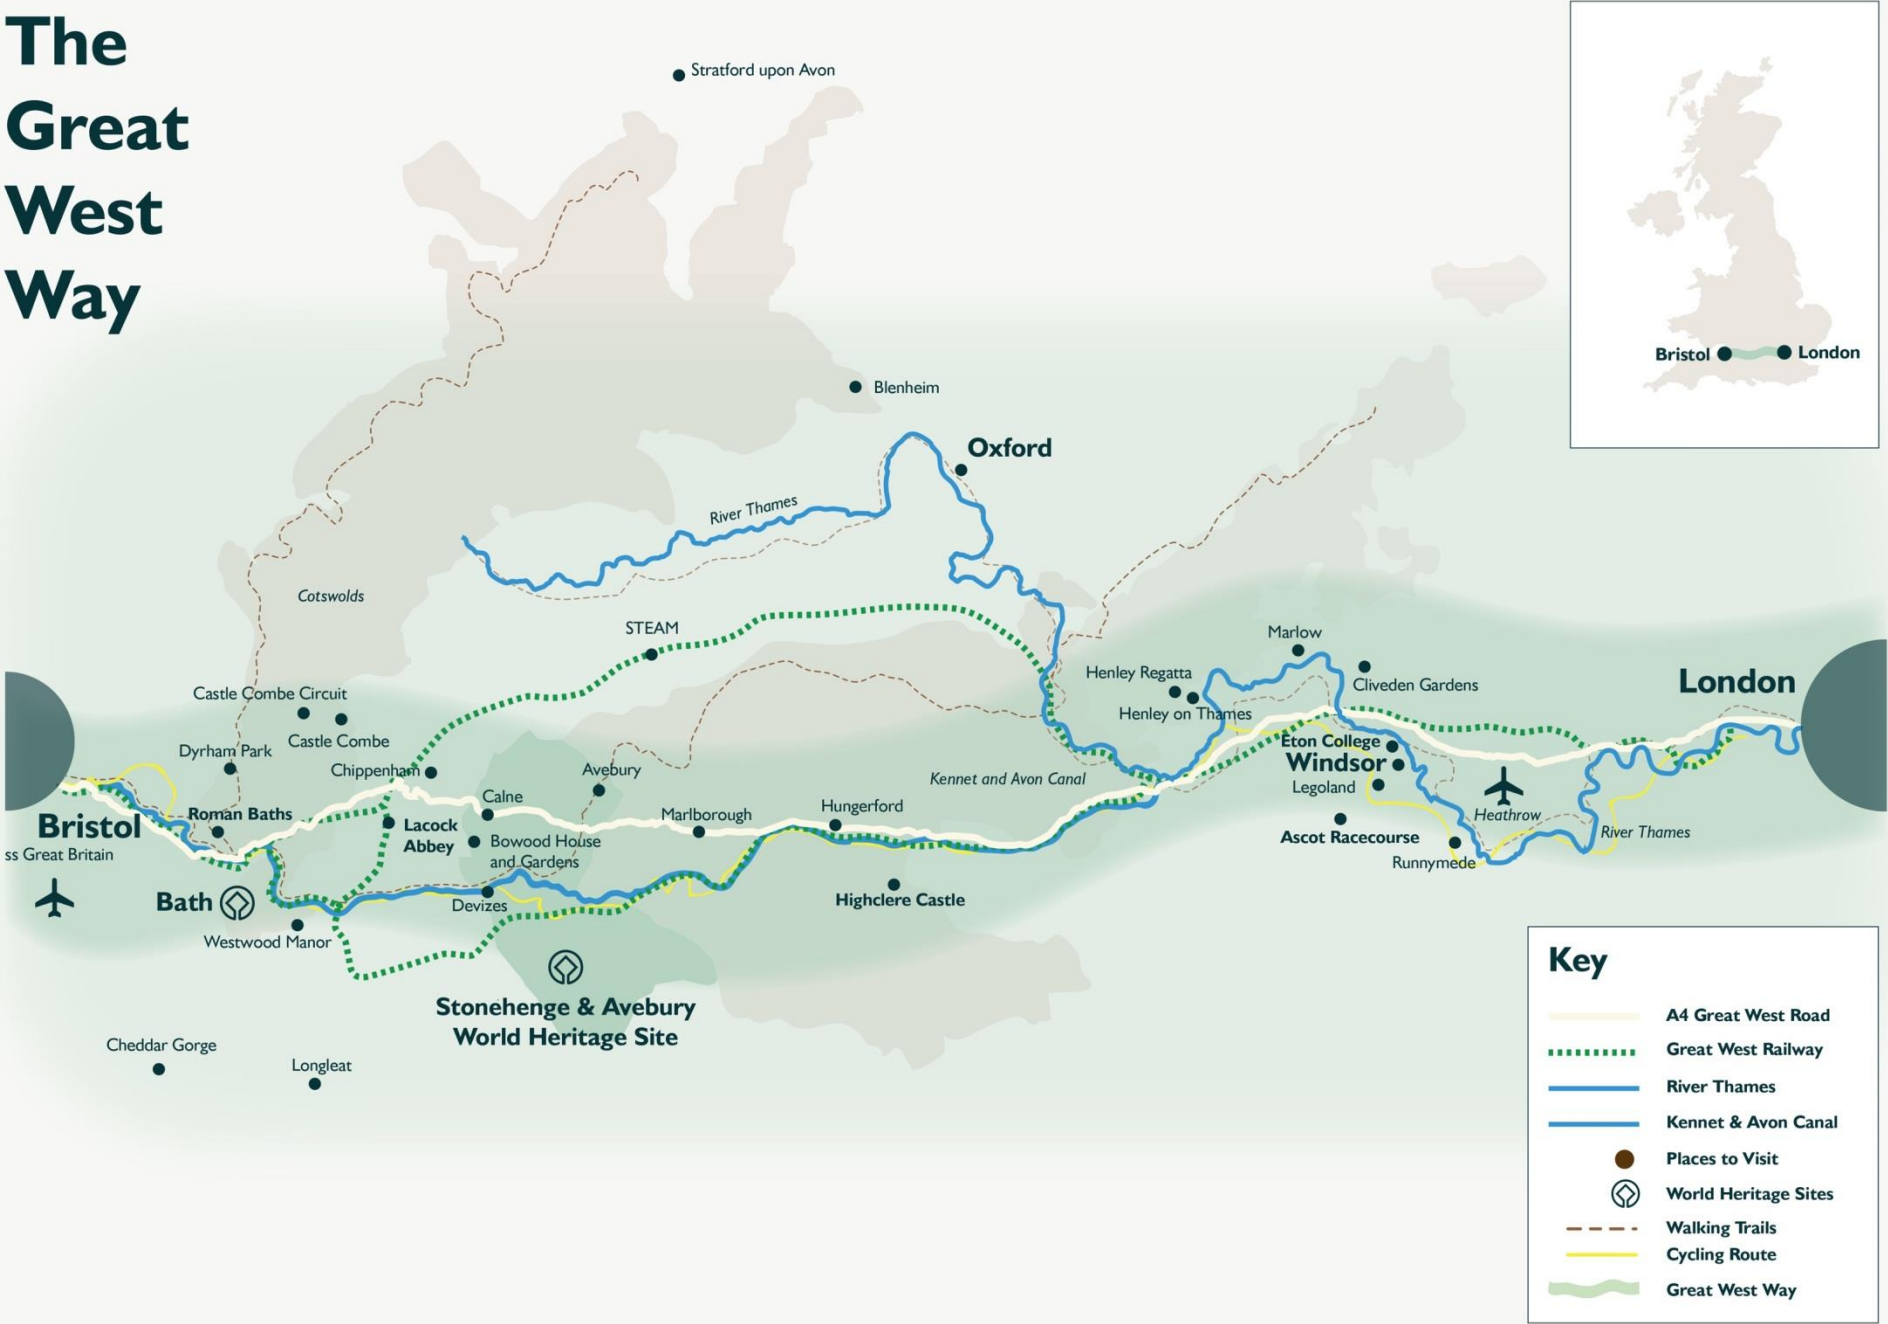 The
Great
West
Way
Stratford upon Avon
Blenheim
Oxford
River Thames
Cotswolds
STEAM
Bristol
London
Marlow
Henley Regatta
Cliveden Gardens
Henley on Thames
London
Castle Combe Circuit
Castle Combe
Dyrham Park
Chippenham
Avebury
Kennet and Avon Canal
Eton College
Windsor
Legoland
Heathrow
Calne
Marlborough
Hungerford
Roman Baths
Bristol
ss Great Britain
Lacock
Abbey
Bowood House
and Gardens
Ascot Racecourse
Runnymede
River Thames
Bath
Devizes
Highclere Castle
Westwood Manor
Stonehenge & Avebury
World Heritage Site
Cheddar Gorge
Longleat
Key
A4 Great West Road
Great West Railway
River Thames
Kennet & Avon Canal
Places to Visit
World Heritage Sites
Walking Trails
Cycling Route
Great West Way